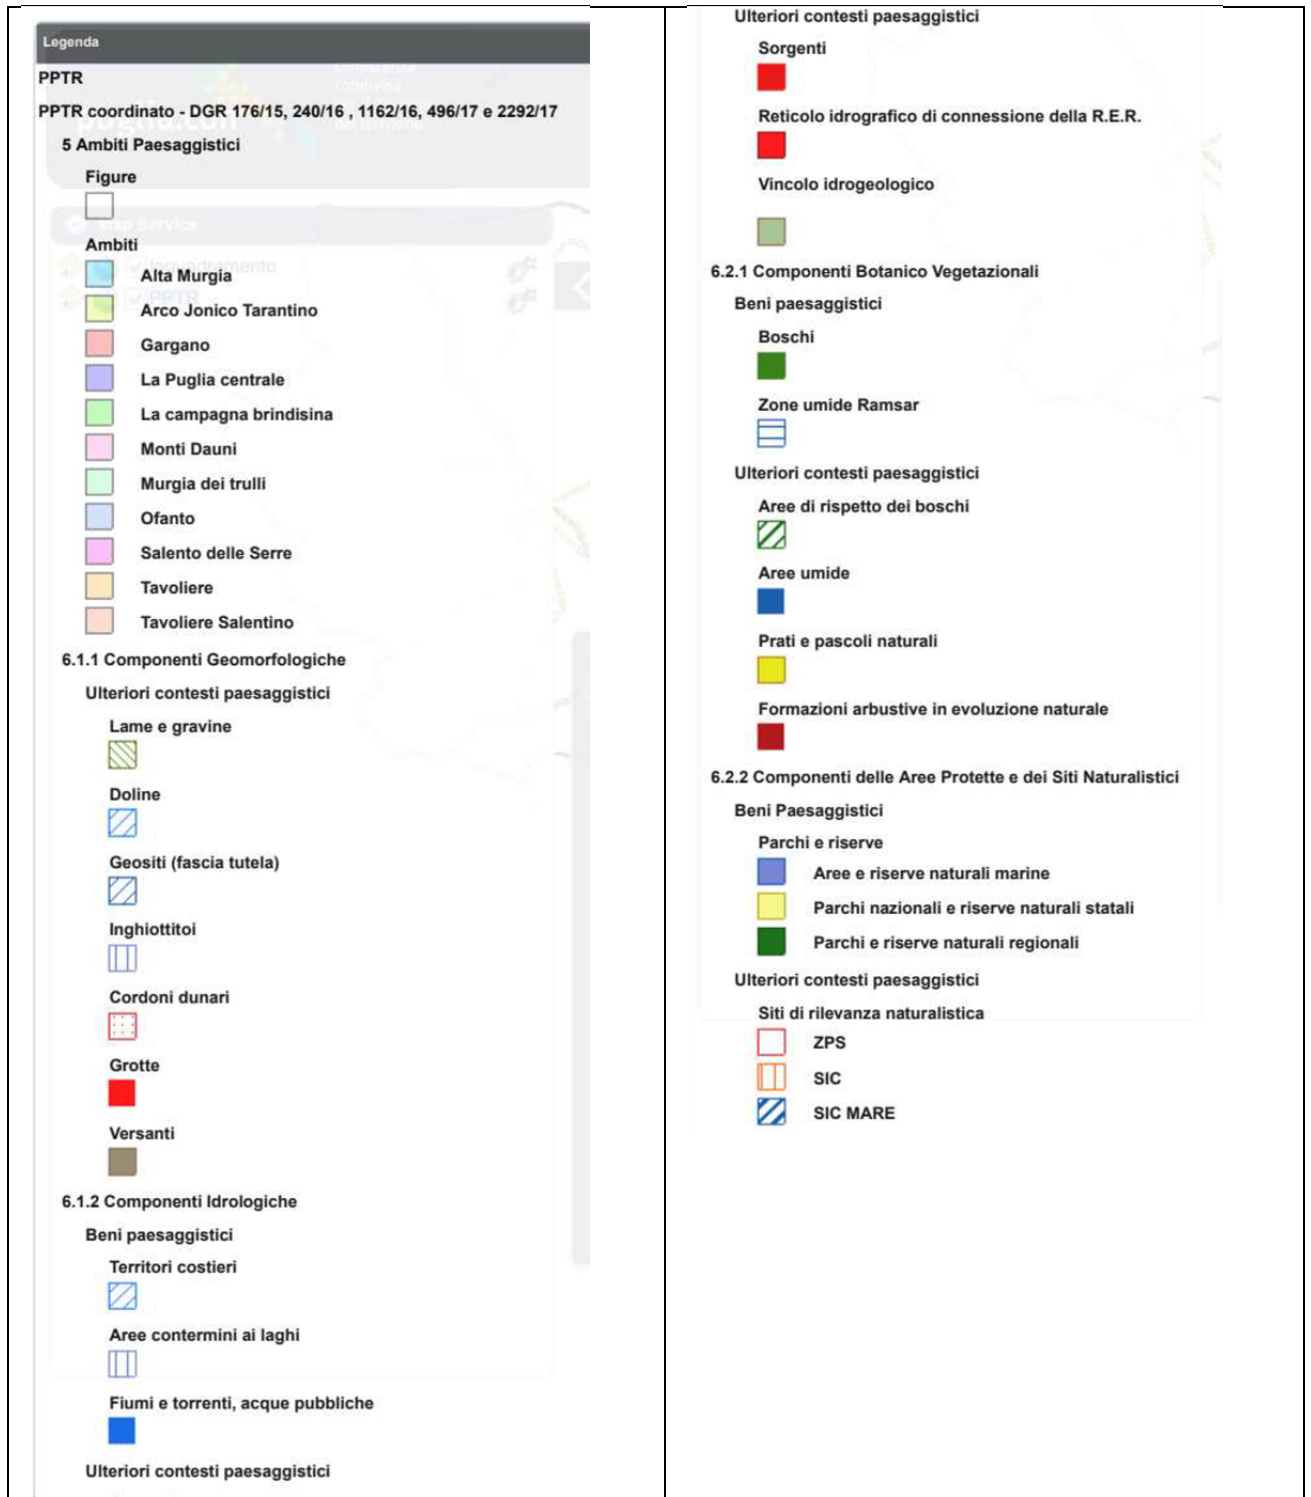 Legenda
PPTR
PPTR coordinato - DGR 176/15, 240/16 , 1162/16, 496/17 e 2292/17
5 Ambiti Paesaggistici
Figure
Map Service
Ambiti
Inquadramento
Alta Murgia
PPTR
Arco Jonico Tarantino
Gargano
La Puglia centrale
La campagna brindisina
Monti Dauni
Murgia dei trulli
Ofanto
Salento delle Serre
Tavoliere
Tavoliere Salentino
6.1.1 Componenti Geomorfologiche
Ulteriori contesti paesaggistici
Lame e gravine
Doline
Geositi (fascia tutela)
Inghiottitoi
Cordoni dunari
Grotte
Versanti
6.1.2 Componenti Idrologiche
Beni paesaggistici
Territori costieri
Aree contermini ai laghi
Fiumi e torrenti, acque pubbliche
Ulteriori contesti paesaggistici
Ulteriori contesti paesaggistici
Sorgenti
Reticolo idrografico di connessione della R.E.R.
Vincolo idrogeologico
6.2.1 Componenti Botanico Vegetazionali
Beni paesaggistici
Boschi
Zone umide Ramsar
Ulteriori contesti paesaggistici
Aree di rispetto dei boschi
Aree umide
Prati e pascoli naturali
Formazioni arbustive in evoluzione naturale
6.2.2 Componenti delle Aree Protette e dei Siti Naturalistici
Beni Paesaggistici
Parchi e riserve
Aree e riserve naturali marine
Parchi nazionali e riserve naturali statali
Parchi e riserve naturali regionali
Ulteriori contesti paesaggistici
Siti di rilevanza naturalistica
ZPS
SIC
SIC MARE